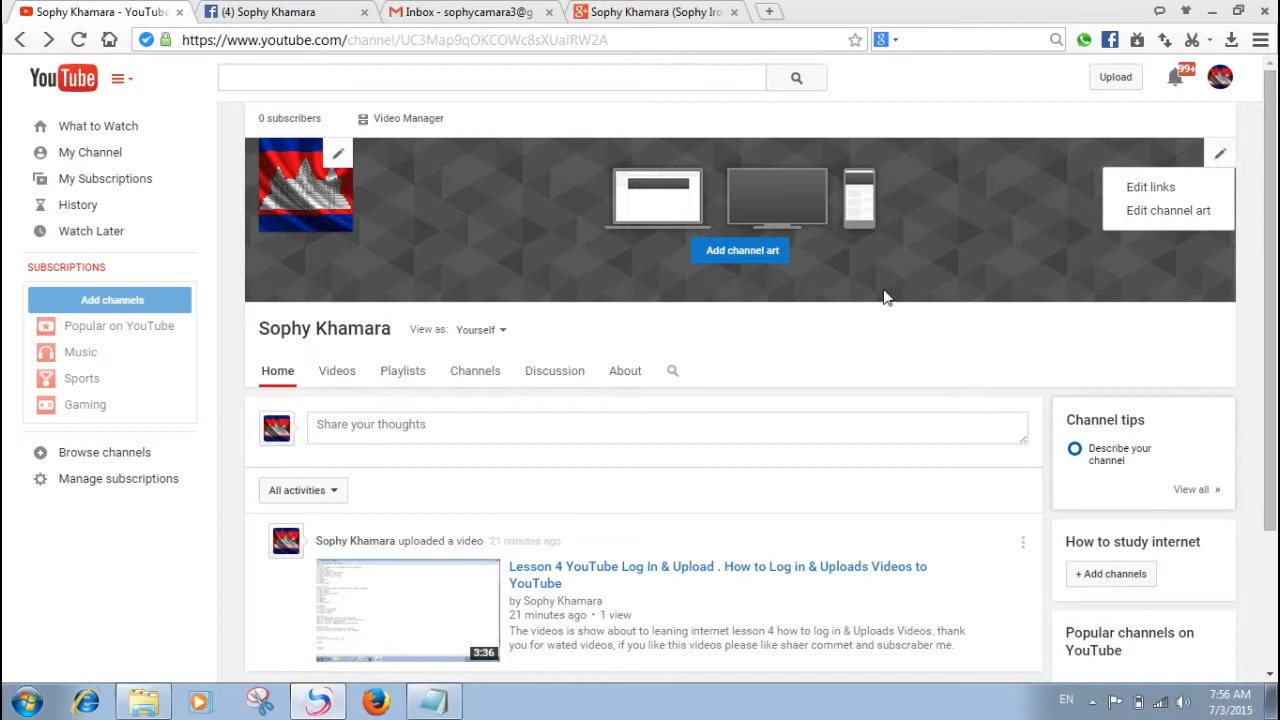 Sophy Khamara - YouTube
(4) Sophy Khamara
Inbox - sophycamara3@g
Sophy Khamara (Sophy Iro
https://www.youtube.com/channel/UC3Map9qOKCOWc8sXUaIRW2A
YouTube
Upload
99+
What to Watch
My Channel
My Subscriptions
History
Watch Later
SUBSCRIPTIONS
Add channels
Popular on YouTube
Music
Sports
Gaming
Browse channels
Manage subscriptions
0 subscribers
Video Manager
Edit links
Edit channel art
Add channel art
Sophy Khamara
View as:
Yourself
Home
Videos
Playlists
Channels
Discussion
About
Share your thoughts
All activities
Sophy Khamara uploaded a video 21 minutes ago
3:36
Lesson 4 YouTube Log In & Upload . How to Log in & Uploads Videos to
YouTube
by Sophy Khamara
21 minutes ago • 1 view
The videos is show about to leaning internet lesson 4 how to log in & Uploads Videos. thank
you for wated videos, if you like this videos please like shaer commet and subscraber me.
Channel tips
Describe your
channel
View all »
How to study internet
+ Add channels
Popular channels on
YouTube
EN
7:56 AM
7/3/2015